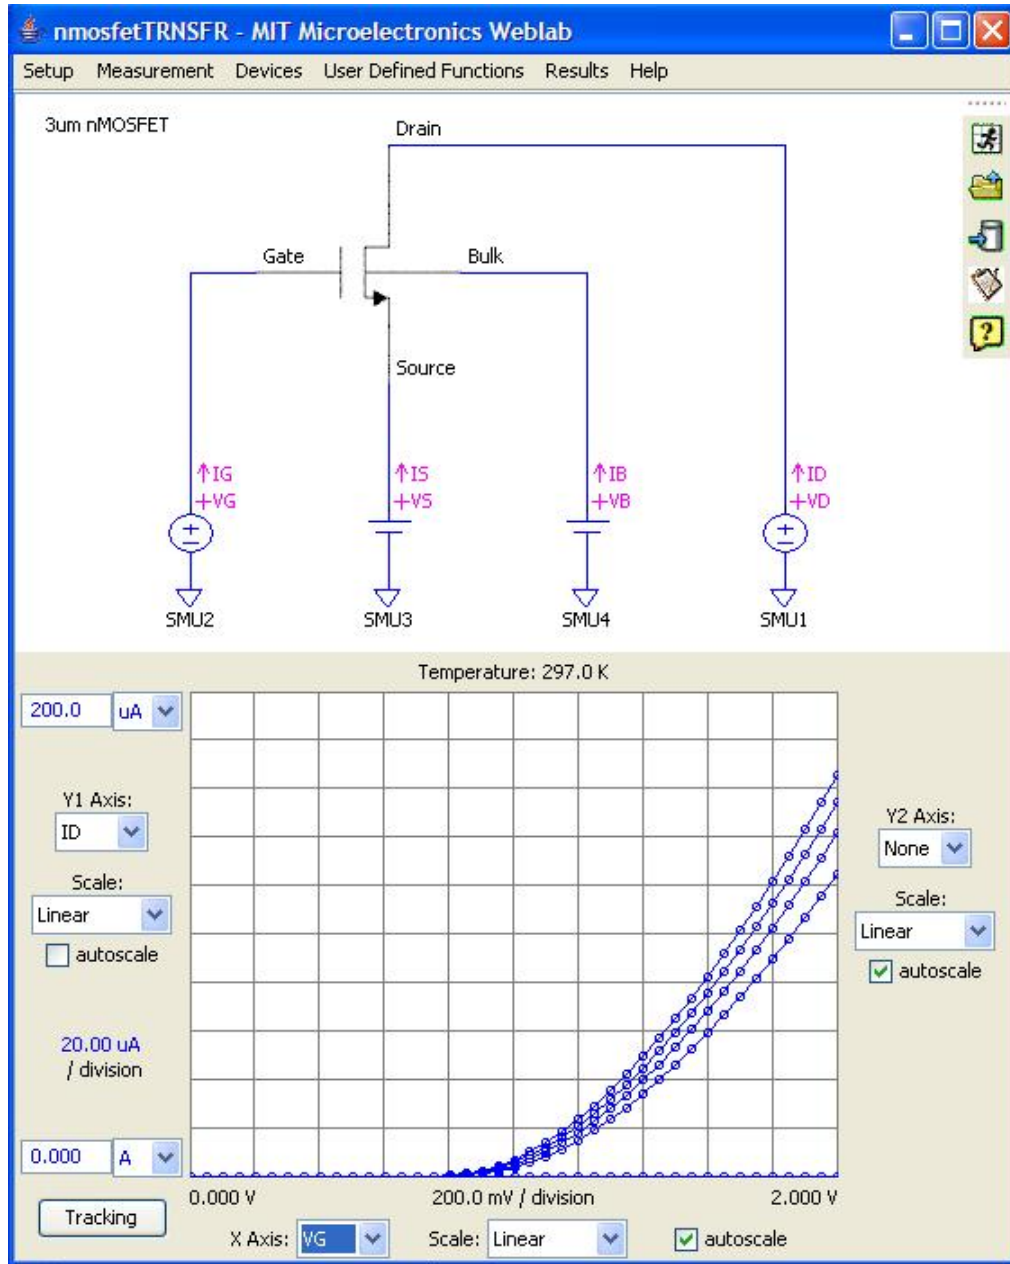 nmosfetTRNSFR - MIT Microelectronics Weblab
Setup Measurement Devices User Defined Functions Results Help
3um nMOSFET
Drain
Gate
Bulk
Source
↑IG ↑IS ↑IB ↑ID
+VG +VS +VB +VD
SMU2 SMU3 SMU4 SMU1
Temperature: 297.0 K
200.0 uA
Y1 Axis:
ID
Scale:
Linear
autoscale
20.00 uA
/ division
0.000 A
Tracking
Y2 Axis:
None
Scale:
Linear
autoscale
0.000 V 200.0 mV / division 2.000 V
X Axis: VG Scale: Linear autoscale